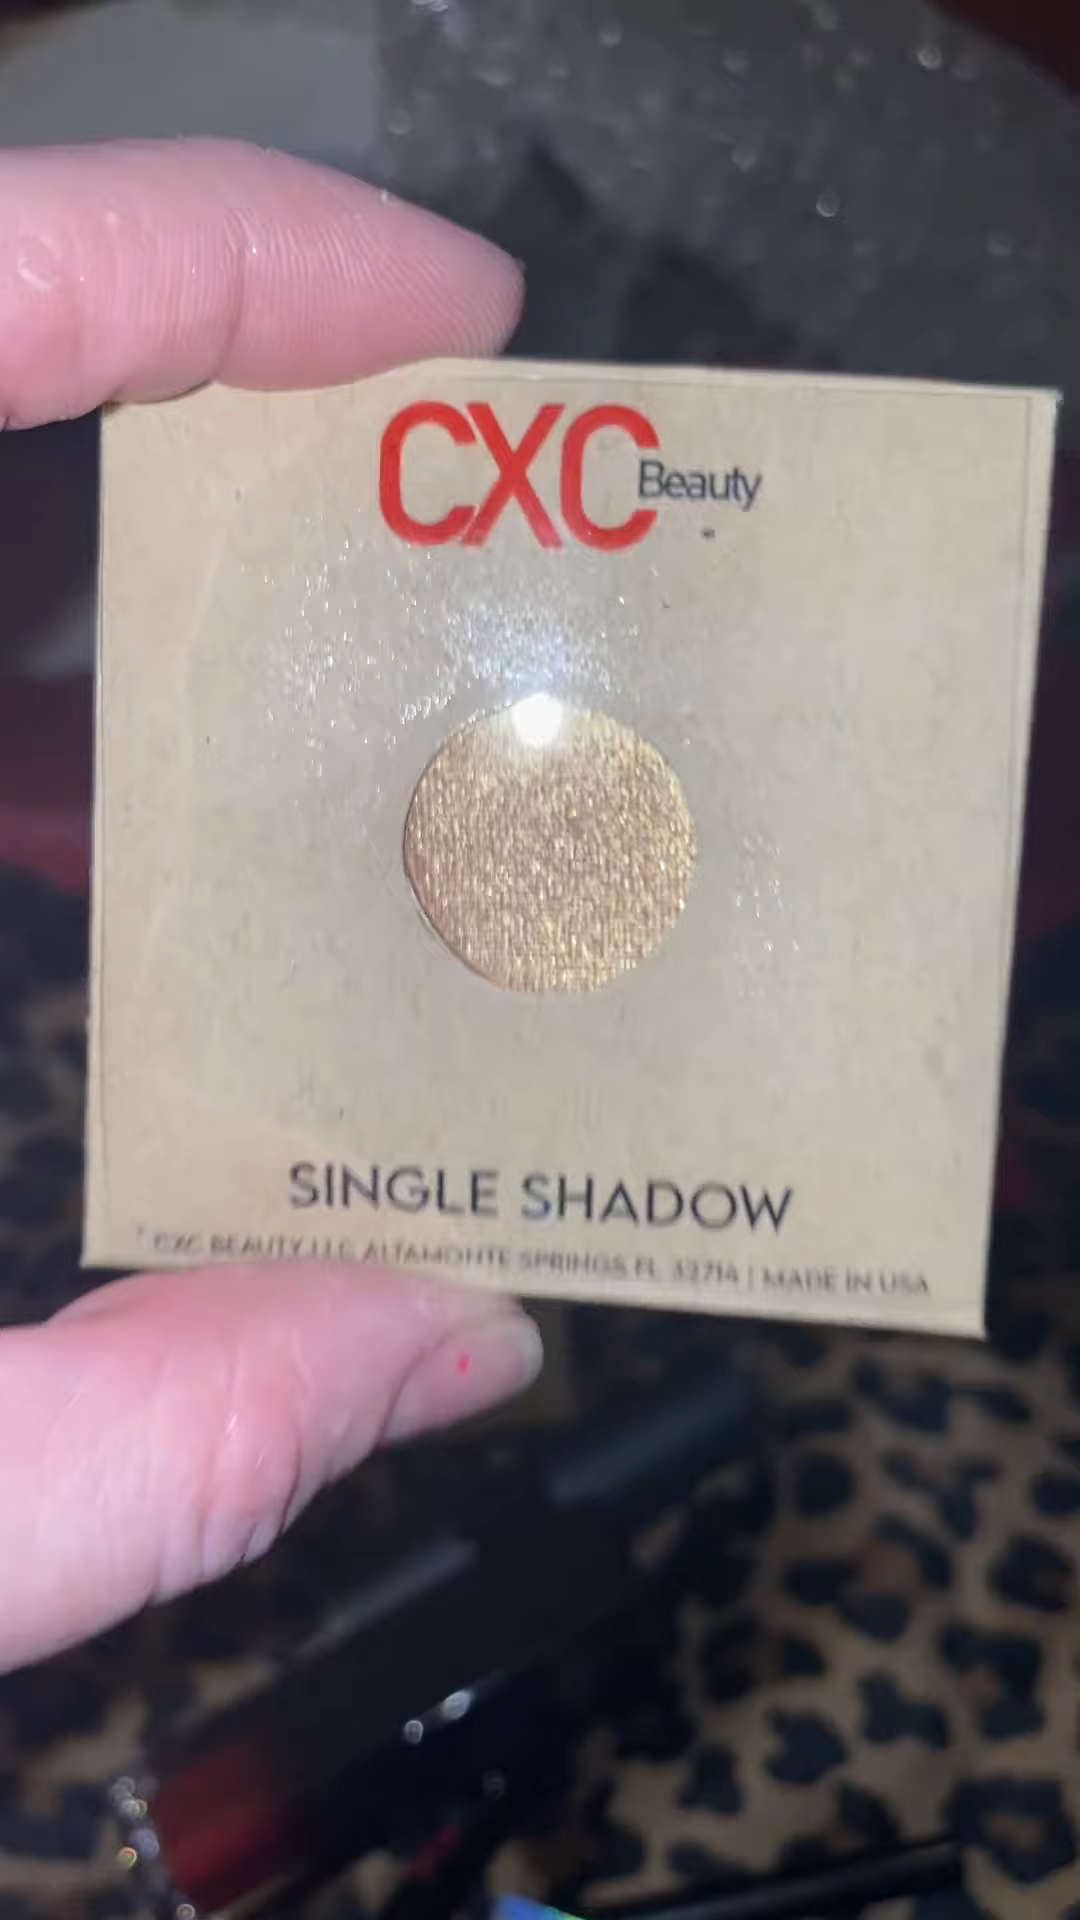 CXC Beauty
SINGLE SHADOW
CXC BEAUTY LLC ALTAMONTE SPRINGS FL 32714 | MADE IN USA